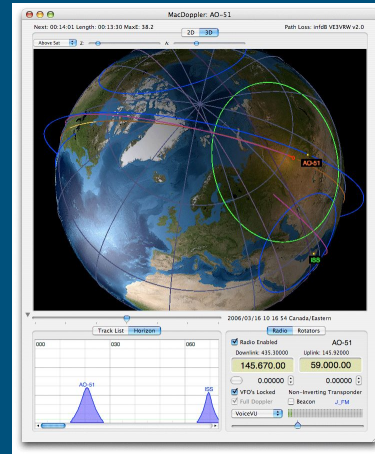 MacDoppler: AO-51
Next: 00:14:01 Length: 00:13:30 MaxE: 38.2
Path Loss: infdB VE3VRW v2.0
2D 3D
Above Sat Z: A:
AO-51
ISS
2006/03/16 10 16 54 Canada/Eastern
Track List Horizon
Radio Rotators
000 030 060
AO-51
ISS
Radio Enabled AO-51
Downlink: 435.30000 Uplink: 145.92000
145.670.00 59.000.00
0.00000 0.00000
VFO's Locked Non-Inverting Transponder
Full Doppler Beacon J_FM
VoiceVU